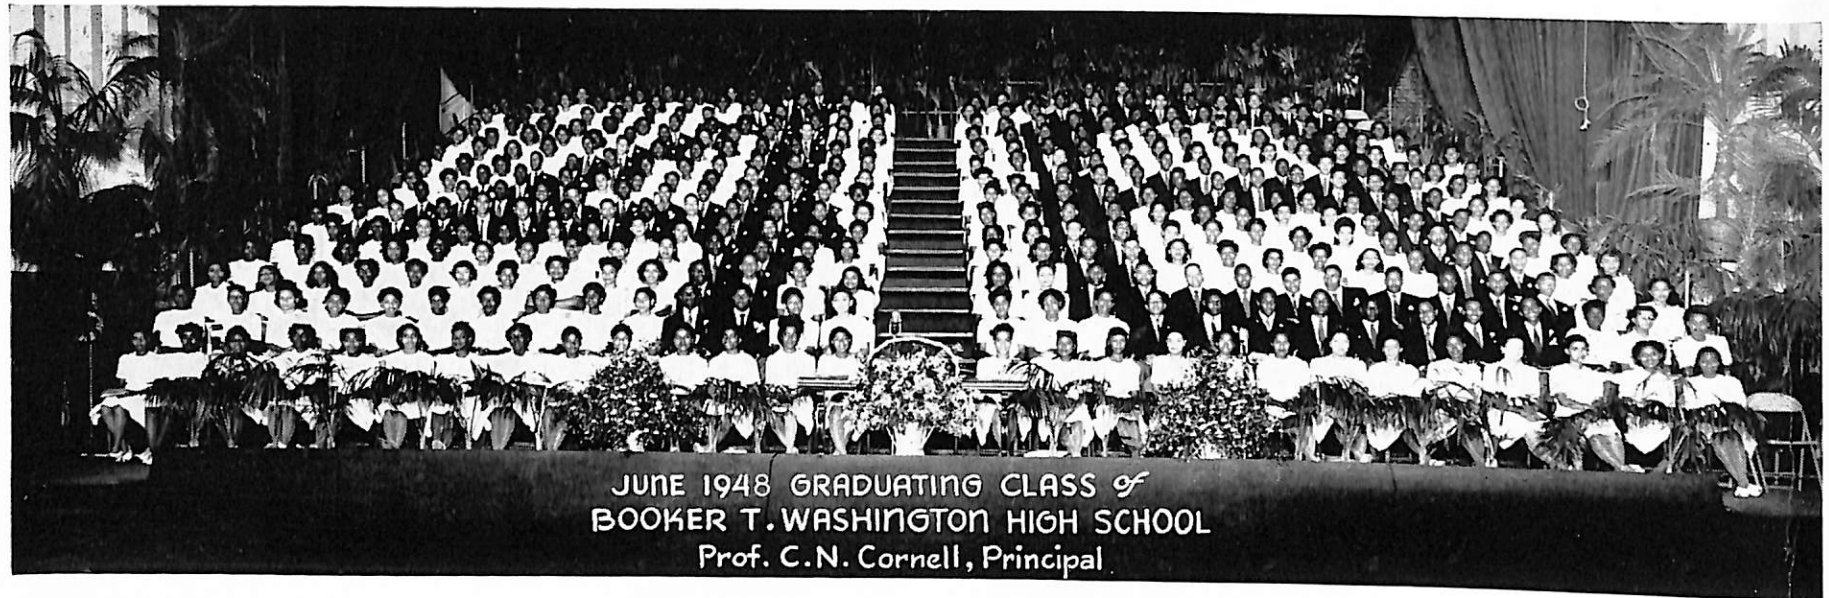 JUNE 1948 GRADUATING CLASS of
BOOKER T. WASHINGTON HIGH SCHOOL
Prof. C.N. Cornell, Principal